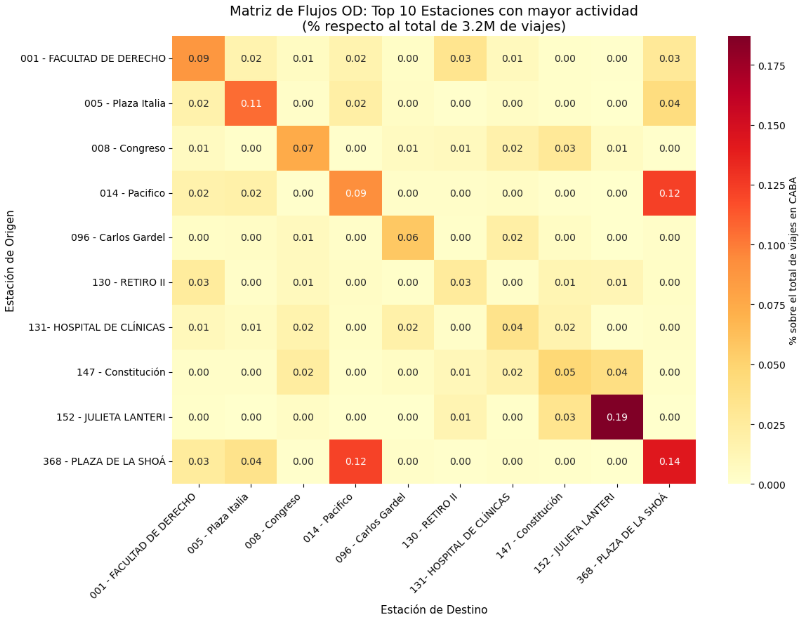 Matriz de Flujos OD: Top 10 Estaciones con mayor actividad
(% respecto al total de 3.2M de viajes)
Estación de Origen
001 - FACULTAD DE DERECHO 0.09 0.02 0.01 0.02 0.00 0.03 0.01 0.00 0.00 0.03
005 - Plaza Italia 0.02 0.11 0.00 0.02 0.00 0.00 0.00 0.00 0.00 0.04
008 - Congreso 0.01 0.00 0.07 0.00 0.01 0.01 0.02 0.03 0.01 0.00
014 - Pacifico 0.02 0.02 0.00 0.09 0.00 0.00 0.00 0.00 0.00 0.12
096 - Carlos Gardel 0.00 0.00 0.01 0.00 0.06 0.00 0.02 0.00 0.00 0.00
130 - RETIRO II 0.03 0.00 0.01 0.00 0.00 0.03 0.00 0.01 0.01 0.00
131- HOSPITAL DE CLÍNICAS 0.01 0.01 0.02 0.00 0.02 0.00 0.04 0.02 0.00 0.00
147 - Constitución 0.00 0.00 0.02 0.00 0.00 0.01 0.02 0.05 0.04 0.00
152 - JULIETA LANTERI 0.00 0.00 0.00 0.00 0.00 0.01 0.00 0.03 0.19 0.00
368 - PLAZA DE LA SHOÁ 0.03 0.04 0.00 0.12 0.00 0.00 0.00 0.00 0.00 0.14
001 - FACULTAD DE DERECHO
005 - Plaza Italia
008 - Congreso
014 - Pacifico
096 - Carlos Gardel
130 - RETIRO II
131- HOSPITAL DE CLÍNICAS
147 - Constitución
152 - JULIETA LANTERI
368 - PLAZA DE LA SHOÁ
Estación de Destino
0.175
0.150
0.125
0.100
0.075
0.050
0.025
0.000
% sobre el total de viajes en CABA